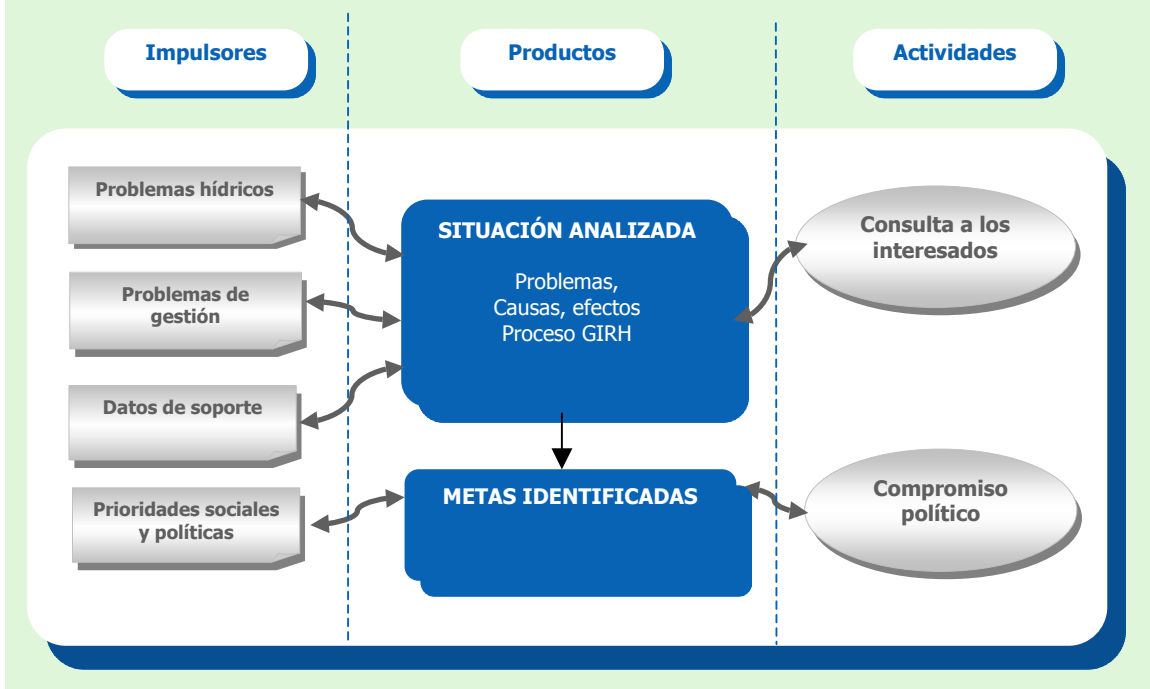 Impulsores
Productos
Actividades
Problemas hídricos
Problemas de
gestión
Datos de soporte
Prioridades sociales
y políticas
SITUACIÓN ANALIZADA
Problemas,
Causas, efectos
Proceso GIRH
METAS IDENTIFICADAS
Consulta a los
interesados
Compromiso
político